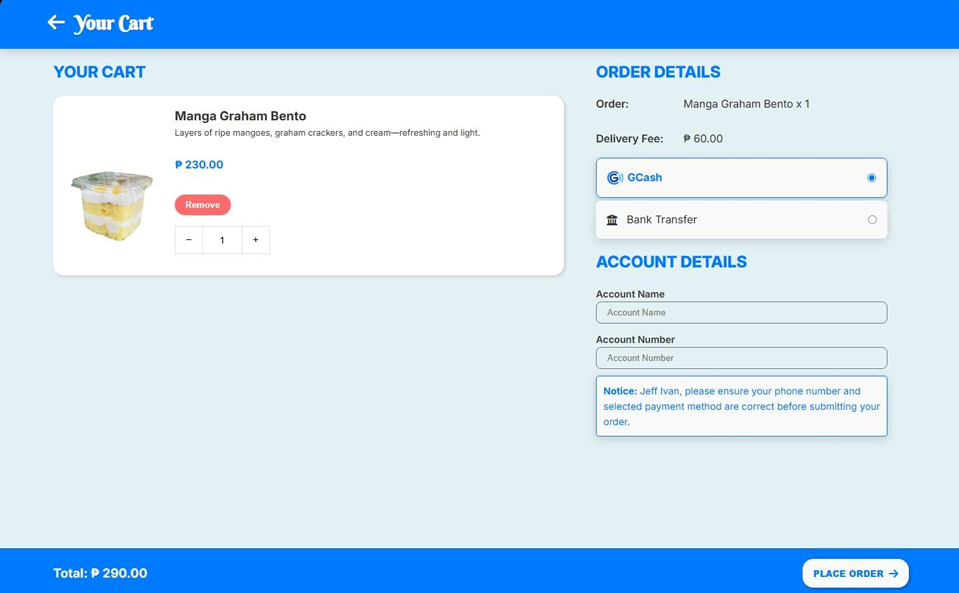 Your Cart
YOUR CART
Manga Graham Bento
Layers of ripe mangoes, graham crackers, and cream—refreshing and light.
₱ 230.00
Remove
− 1 +
ORDER DETAILS
Order: Manga Graham Bento x 1
Delivery Fee: ₱ 60.00
GCash
Bank Transfer
ACCOUNT DETAILS
Account Name
Account Name
Account Number
Account Number
Notice: Jeff Ivan, please ensure your phone number and
selected payment method are correct before submitting your
order.
Total: ₱ 290.00
PLACE ORDER →